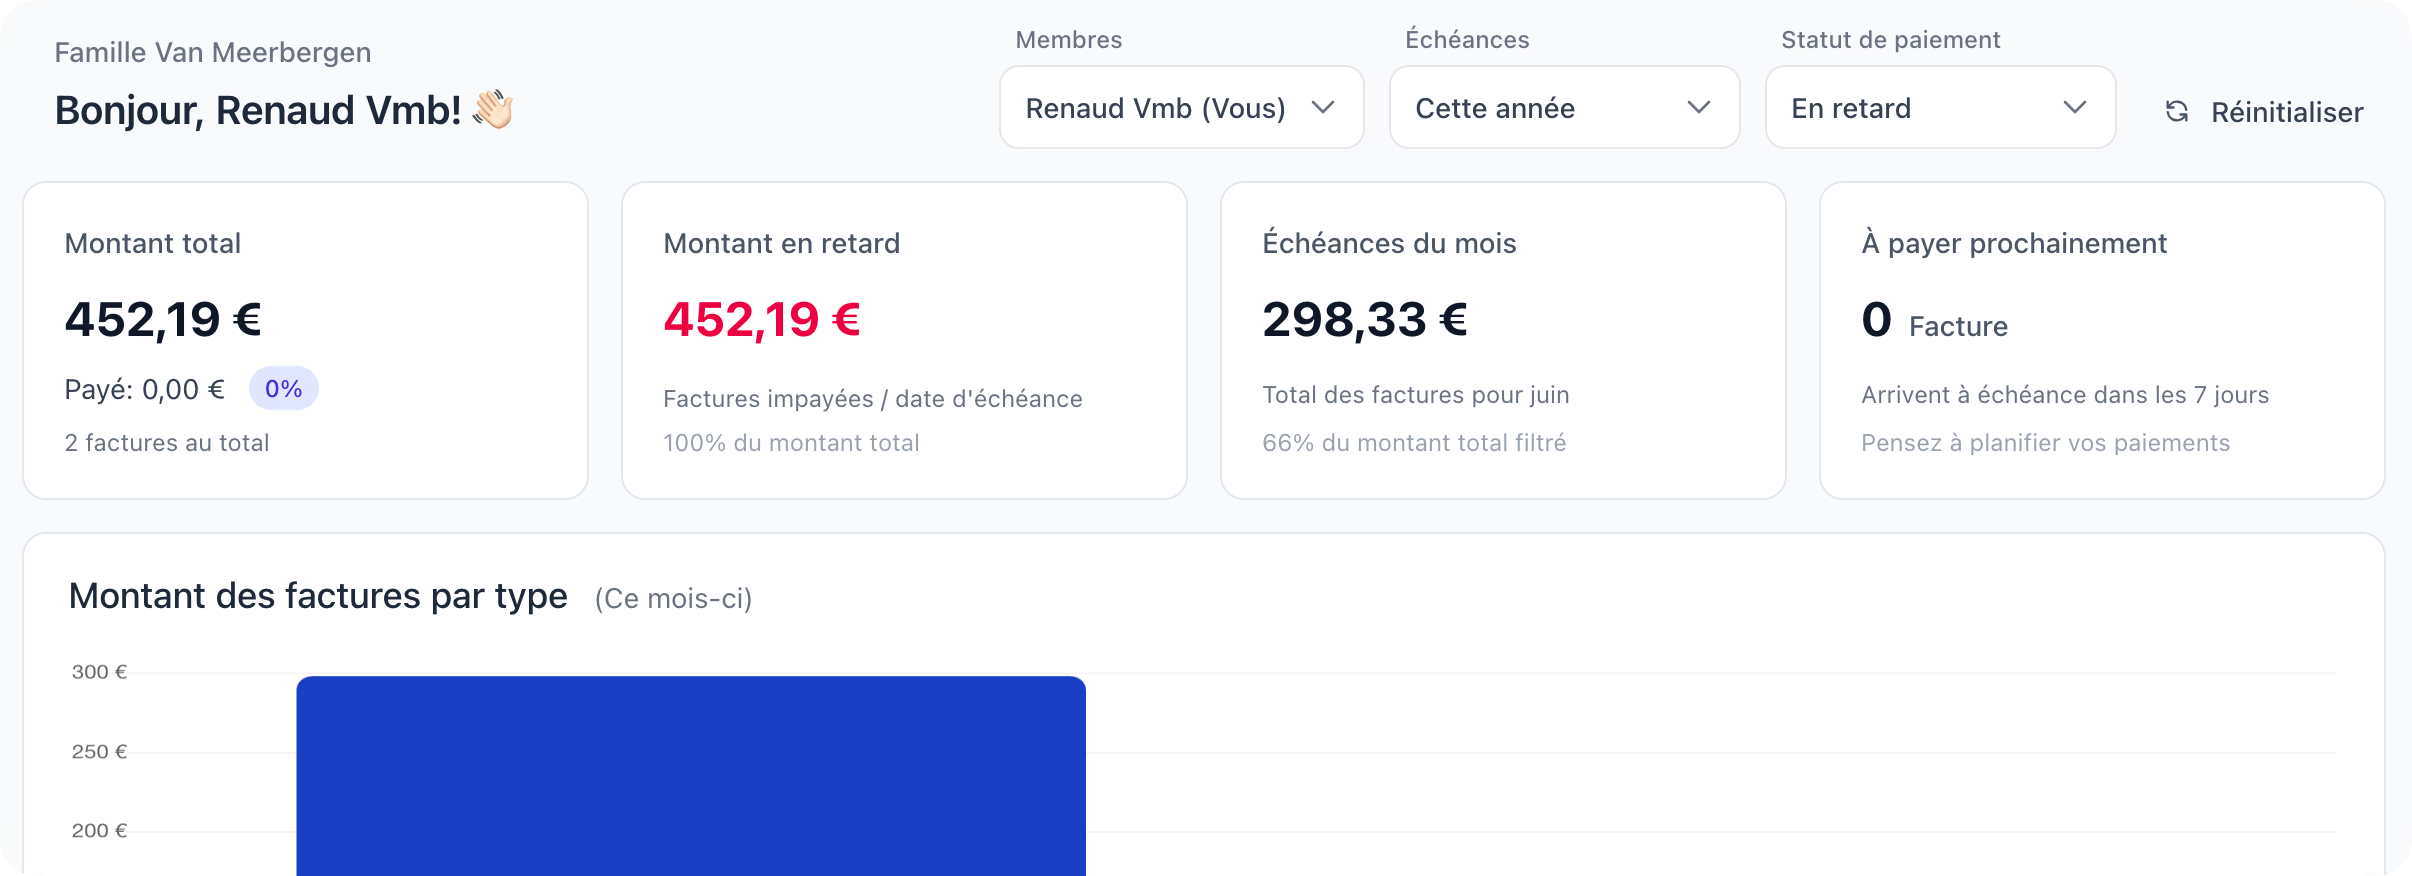 Famille Van Meerbergen
Bonjour, Renaud Vmb! 👋🏻
Membres
Renaud Vmb (Vous)
Échéances
Cette année
Statut de paiement
En retard
Réinitialiser
Montant total
452,19 €
Payé: 0,00 € 0%
2 factures au total
Montant en retard
452,19 €
Factures impayées / date d'échéance
100% du montant total
Échéances du mois
298,33 €
Total des factures pour juin
66% du montant total filtré
À payer prochainement
0 Facture
Arrivent à échéance dans les 7 jours
Pensez à planifier vos paiements
Montant des factures par type (Ce mois-ci)
300 €
250 €
200 €